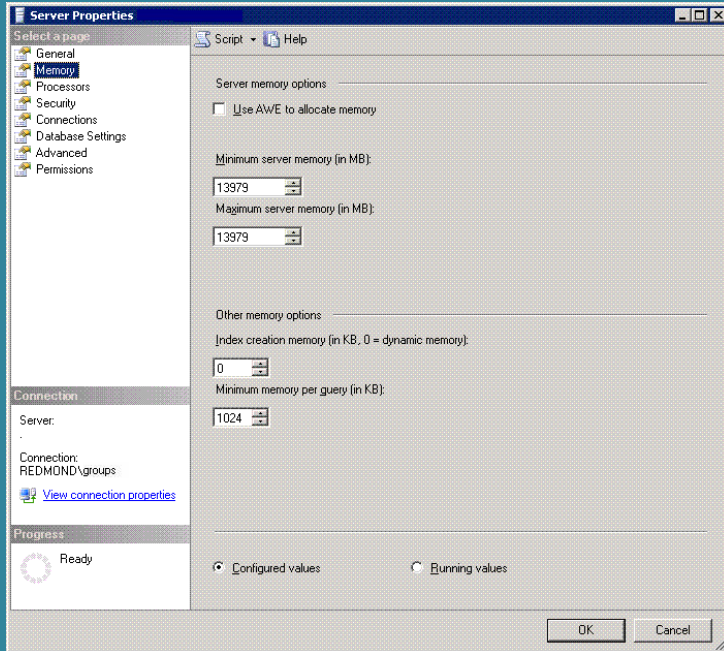 Server Properties
Select a page
General
Memory
Processors
Security
Connections
Database Settings
Advanced
Permissions
Connection
Server:
.
Connection:
REDMOND\groups
View connection properties
Progress
Ready
Script
Help
Server memory options
Use AWE to allocate memory
Minimum server memory (in MB):
13979
Maximum server memory (in MB):
13979
Other memory options
Index creation memory (in KB, 0 = dynamic memory):
0
Minimum memory per query (in KB):
1024
Configured values
Running values
OK
Cancel